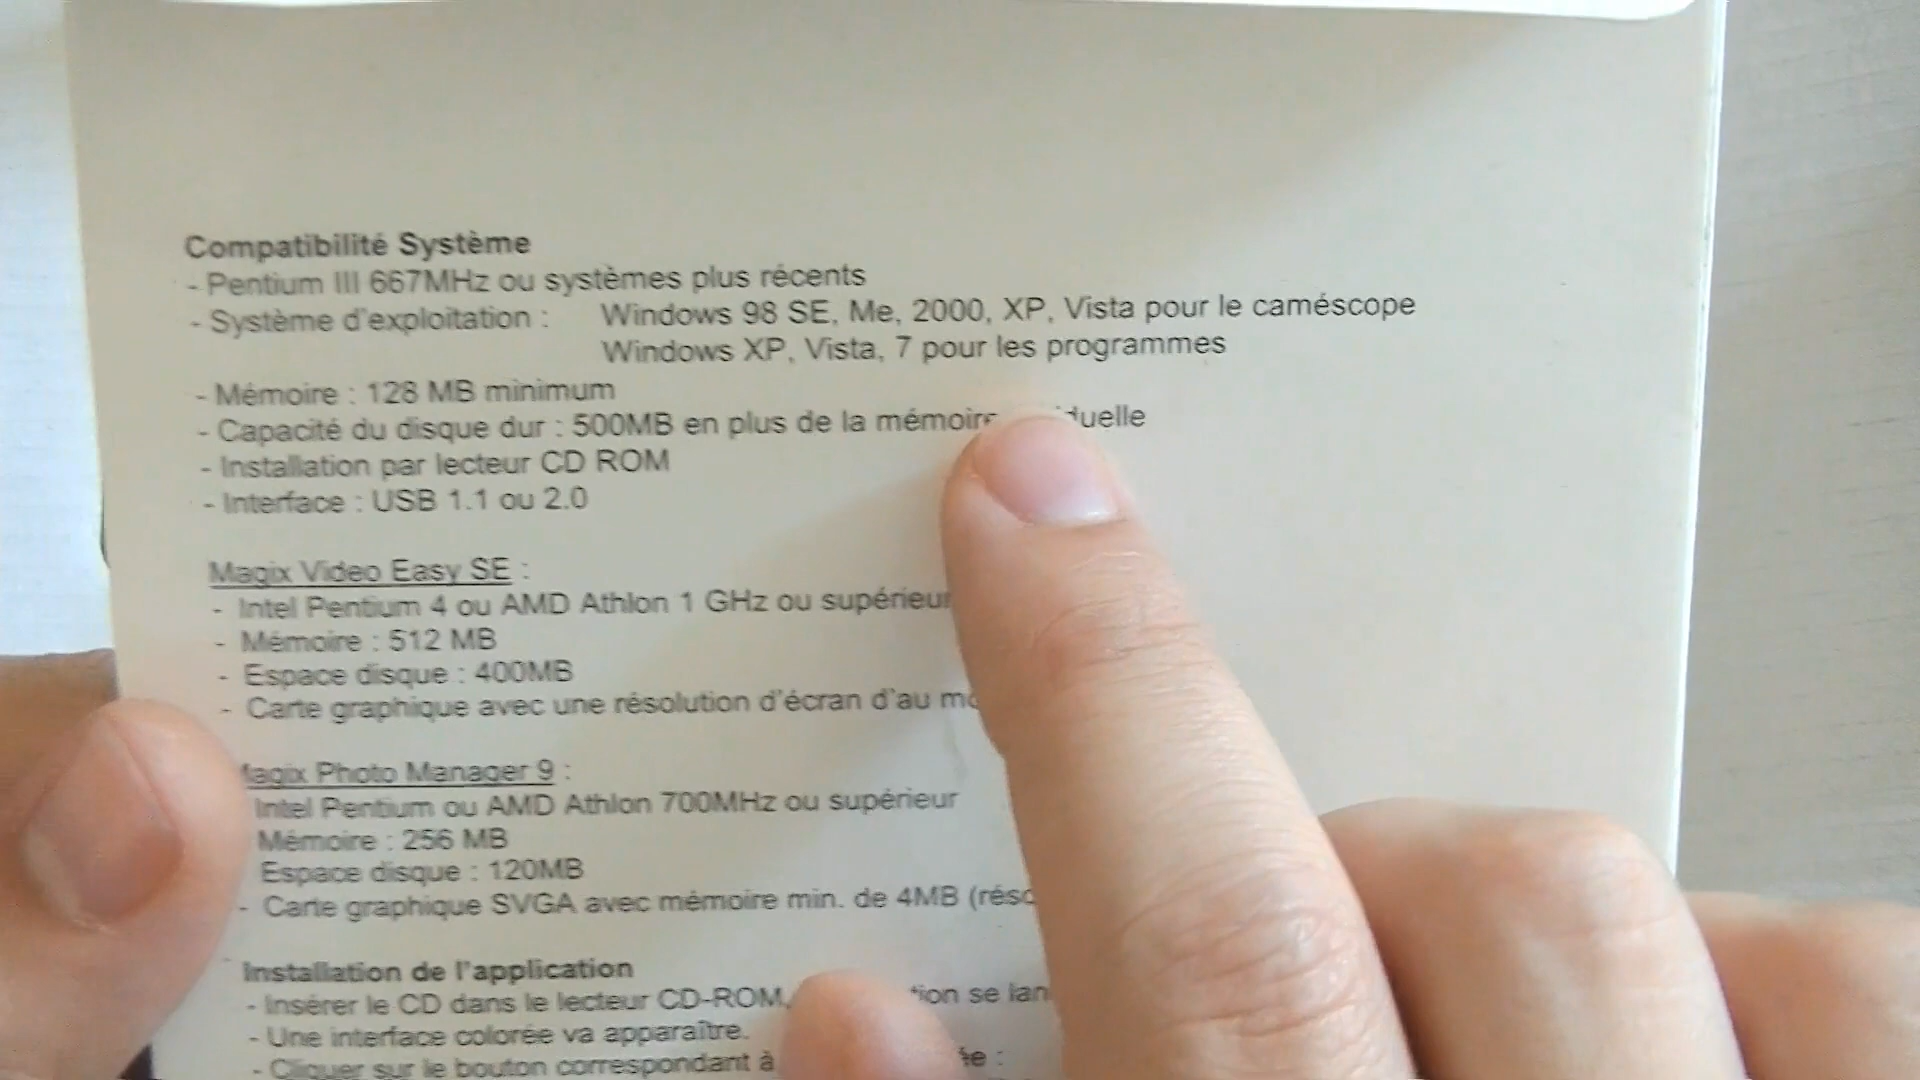 Compatibilité Système
- Pentium III 667MHz ou systèmes plus récents
- Système d'exploitation : Windows 98 SE, Me, 2000, XP, Vista pour le caméscope
Windows XP, Vista, 7 pour les programmes
- Mémoire : 128 MB minimum
- Capacité du disque dur : 500MB en plus de la
- Installation par lecteur CD ROM
- Interface : USB 1.1 ou 2.0
Magix Video Easy SE :
- Intel Pentium 4 ou AMD Athlon 1 GHz ou supérieur
- Mémoire : 512 MB
- Espace disque : 400MB
- Carte graphique avec une résolution d'écran d'au
Photo Manager 9 :
Intel Pentium ou AMD Athlon 700MHz ou supérieur
Mémoire : 256 MB
Espace disque : 120MB
- Carte graphique SVGA avec mémoire min. de 4MB
Installation de l'application
- Insérer le CD dans le lecteur CD-ROM, se
- Une interface colorée va apparaître.
- Cliquer sur le bouton correspondant à